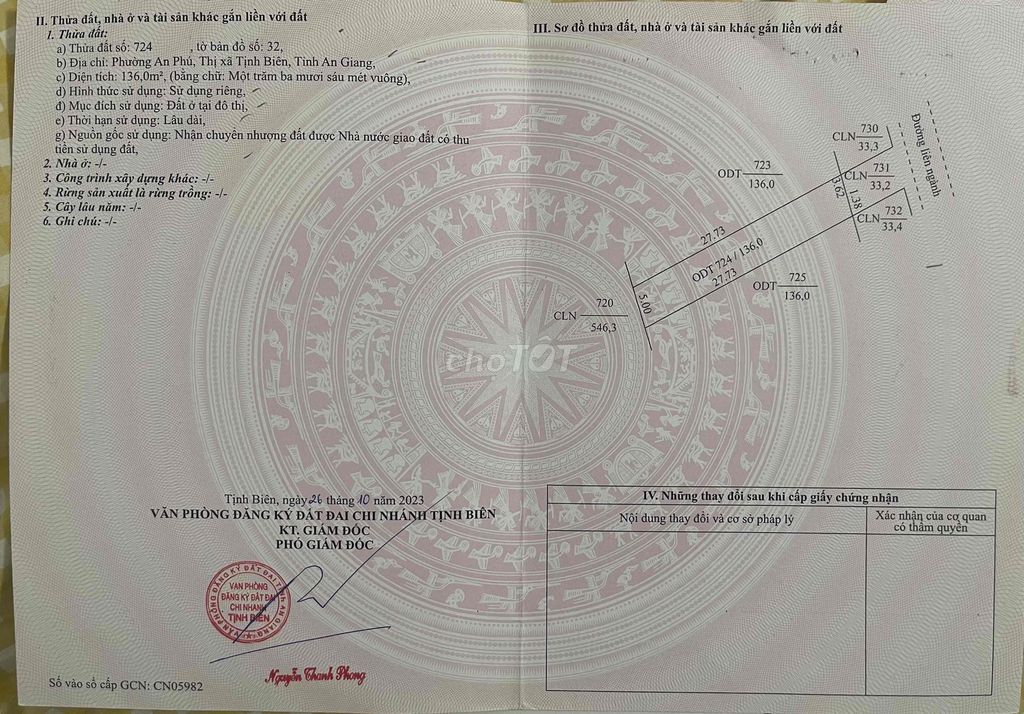 II. Thửa đất, nhà ở và tài sản khác gắn liền với đất
1. Thửa đất:
a) Thửa đất số: 724 , tờ bản đồ số: 32,
b) Địa chỉ: Phường An Phú, Thị xã Tịnh Biên, Tỉnh An Giang,
c) Diện tích: 136,0m², (bằng chữ: Một trăm ba mươi sáu mét vuông),
d) Hình thức sử dụng: Sử dụng riêng,
đ) Mục đích sử dụng: Đất ở tại đô thị,
e) Thời hạn sử dụng: Lâu dài,
g) Nguồn gốc sử dụng: Nhận chuyển nhượng đất được Nhà nước giao đất có thu
tiền sử dụng đất,
2. Nhà ở: -/-
3. Công trình xây dựng khác: -/-
4. Rừng sản xuất là rừng trồng: -/-
5. Cây lâu năm: -/-
6. Ghi chú: -/-
Tịnh Biên, ngày 26 tháng 10 năm 2023
VĂN PHÒNG ĐĂNG KÝ ĐẤT ĐAI CHI NHÁNH TỊNH BIÊN
KT. GIÁM ĐỐC
PHÓ GIÁM ĐỐC
VĂN PHÒNG ĐĂNG KÝ ĐẤT ĐAI TỈNH AN GIANG
VĂN PHÒNG
ĐĂNG KÝ ĐẤT ĐAI
CHI NHÁNH
TỊNH BIÊN
Nguyễn Thanh Phong
Số vào sổ cấp GCN: CN05982
III. Sơ đồ thửa đất, nhà ở và tài sản khác gắn liền với đất
Đường liên ngành
CLN 730
33,3
CLN 731
33,2
CLN 732
33,4
ODT 723
136,0
3.62
1.38
27.73
ODT 724 / 136,0
27.73
ODT 725
136,0
5.00
CLN 720
546,3
choTỐT
IV. Những thay đổi sau khi cấp giấy chứng nhận
Nội dung thay đổi và cơ sở pháp lý
Xác nhận của cơ quan
có thẩm quyền